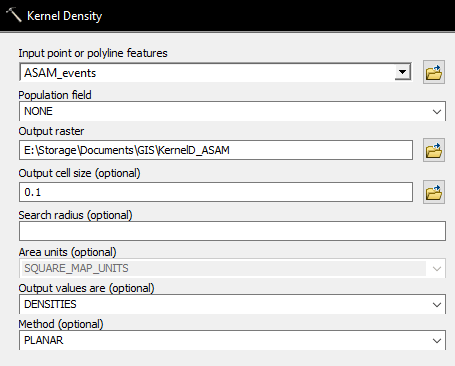 Kernel Density
Input point or polyline features
ASAM_events
Population field
NONE
Output raster
E:\Storage\Documents\GIS\KernelD_ASAM
Output cell size (optional)
0.1
Search radius (optional)
Area units (optional)
SQUARE_MAP_UNITS
Output values are (optional)
DENSITIES
Method (optional)
PLANAR